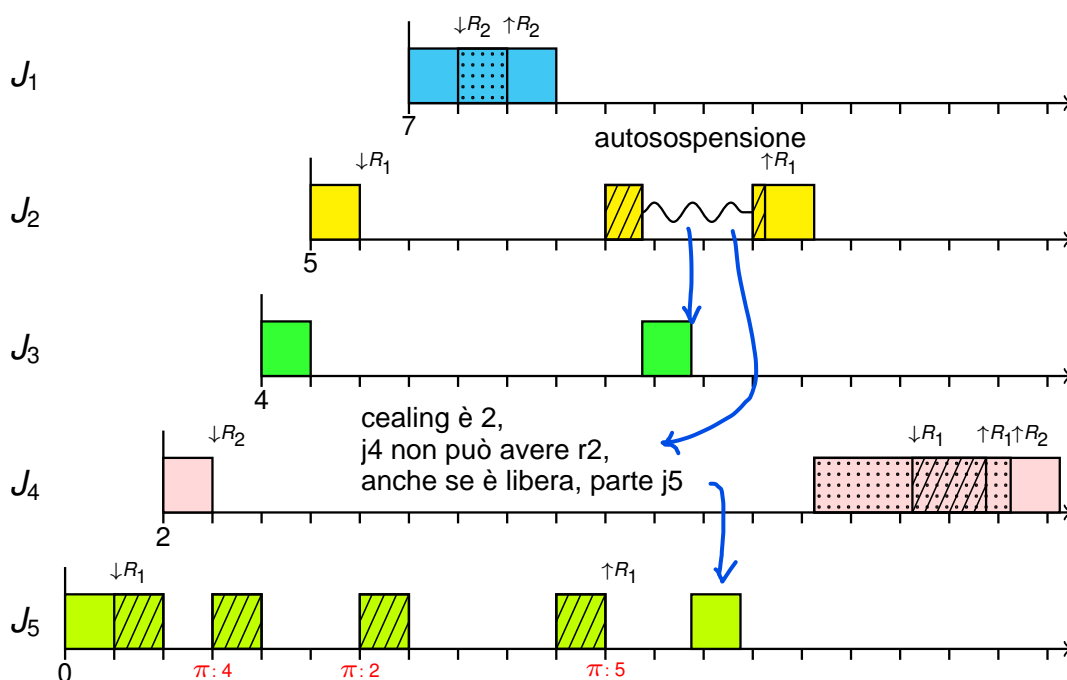 ↓R2 ↑R2
J1
7
autosospensione
↓R1 ↑R1
J2
5
J3
4
cealing è 2,
j4 non può avere r2,
anche se è libera, parte j5
↓R2 ↓R1 ↑R1↑R2
J4
2
↓R1 ↑R1
J5
0 π: 4 π: 2 π: 5